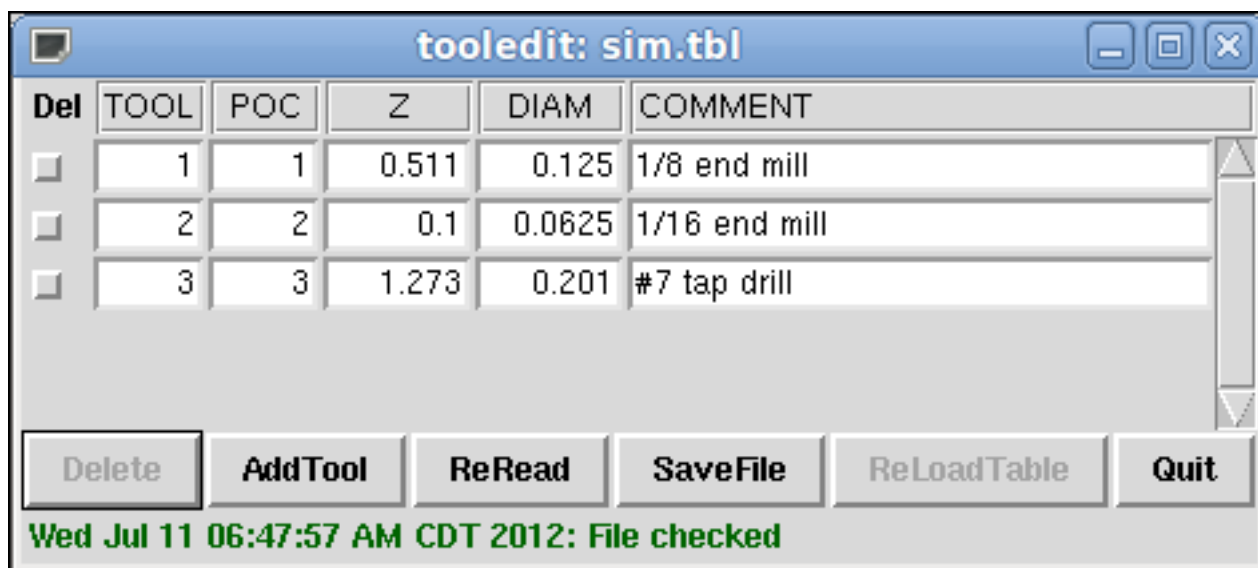 tooledit: sim.tbl
Del TOOL POC Z DIAM COMMENT
1 1 0.511 0.125 1/8 end mill
2 2 0.1 0.0625 1/16 end mill
3 3 1.273 0.201 #7 tap drill
Delete AddTool ReRead SaveFile ReLoadTable Quit
Wed Jul 11 06:47:57 AM CDT 2012: File checked